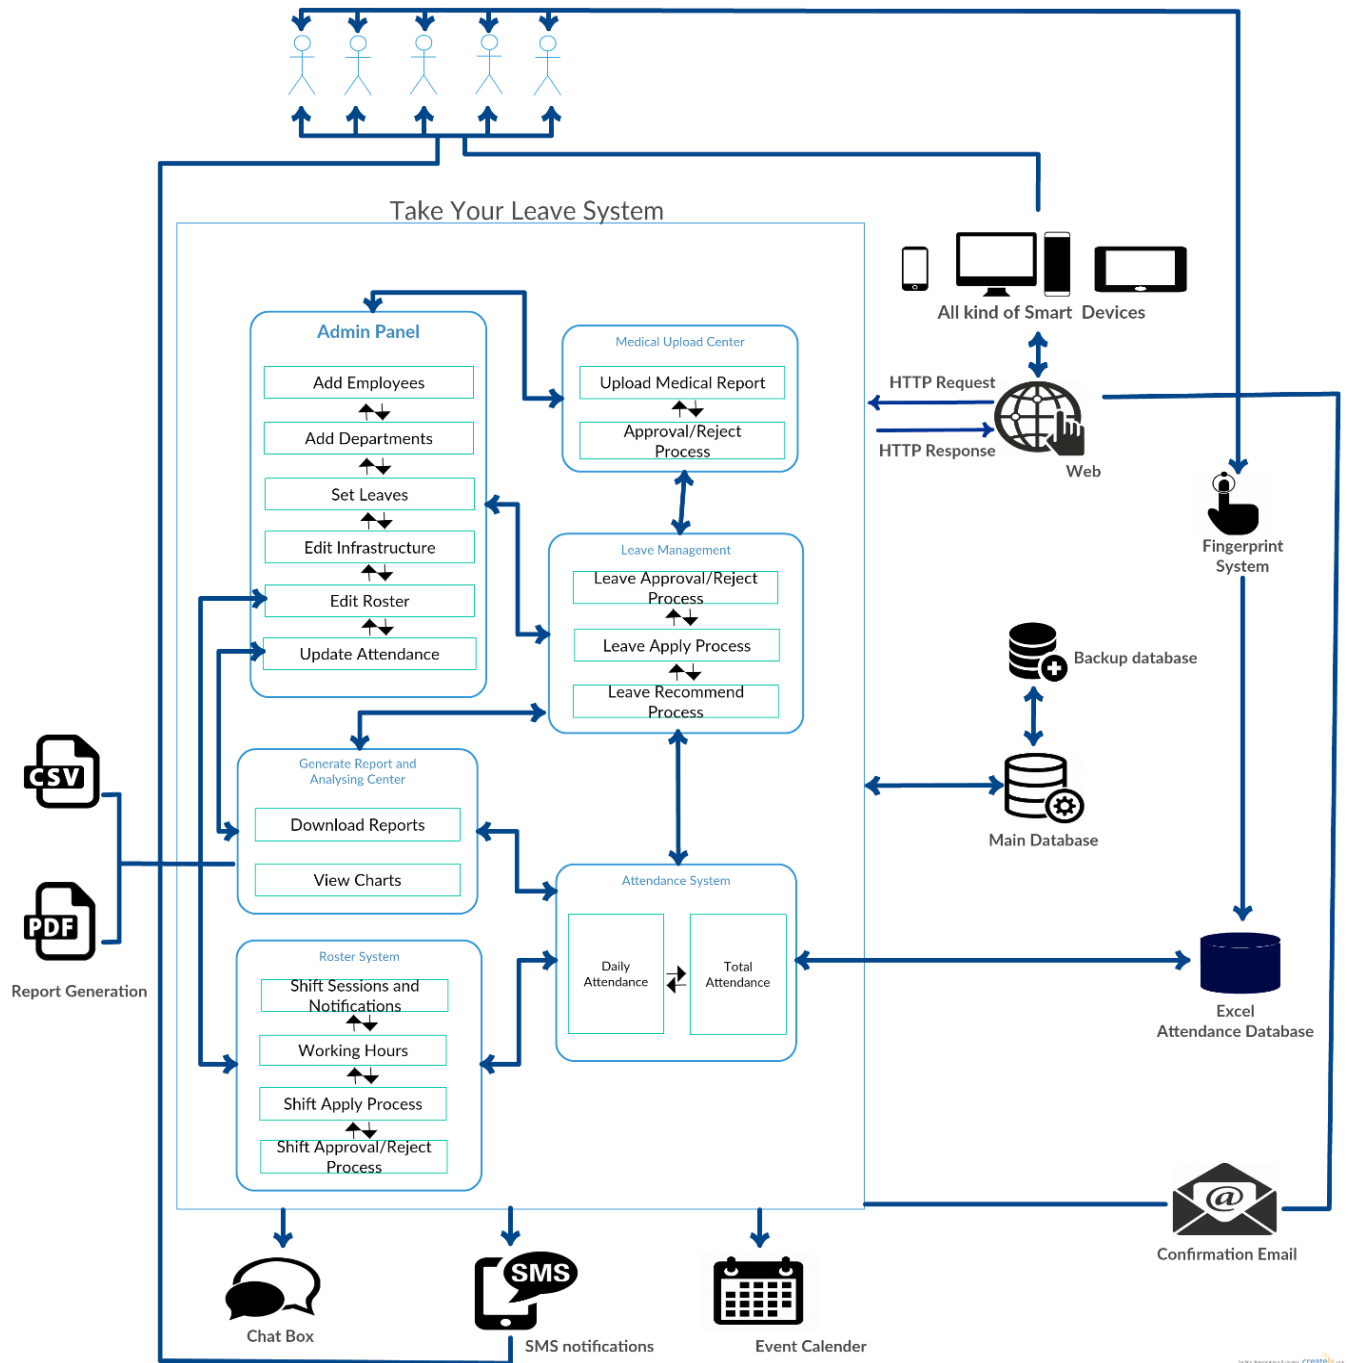 Take Your Leave System
Admin Panel
Add Employees
Add Departments
Set Leaves
Edit Infrastructure
Edit Roster
Update Attendance
Medical Upload Center
Upload Medical Report
Approval/Reject
Process
Leave Management
Leave Approval/Reject
Process
Leave Apply Process
Leave Recommend
Process
Generate Report and
Analysing Center
Download Reports
View Charts
Attendance System
Daily
Attendance
Total
Attendance
Roster System
Shift Sessions and
Notifications
Working Hours
Shift Apply Process
Shift Approval/Reject
Process
All kind of Smart Devices
HTTP Request
HTTP Response
Web
Fingerprint
System
Backup database
Main Database
Excel
Attendance Database
@
Confirmation Email
CSV
PDF
Report Generation
Chat Box
SMS
SMS notifications
Event Calender